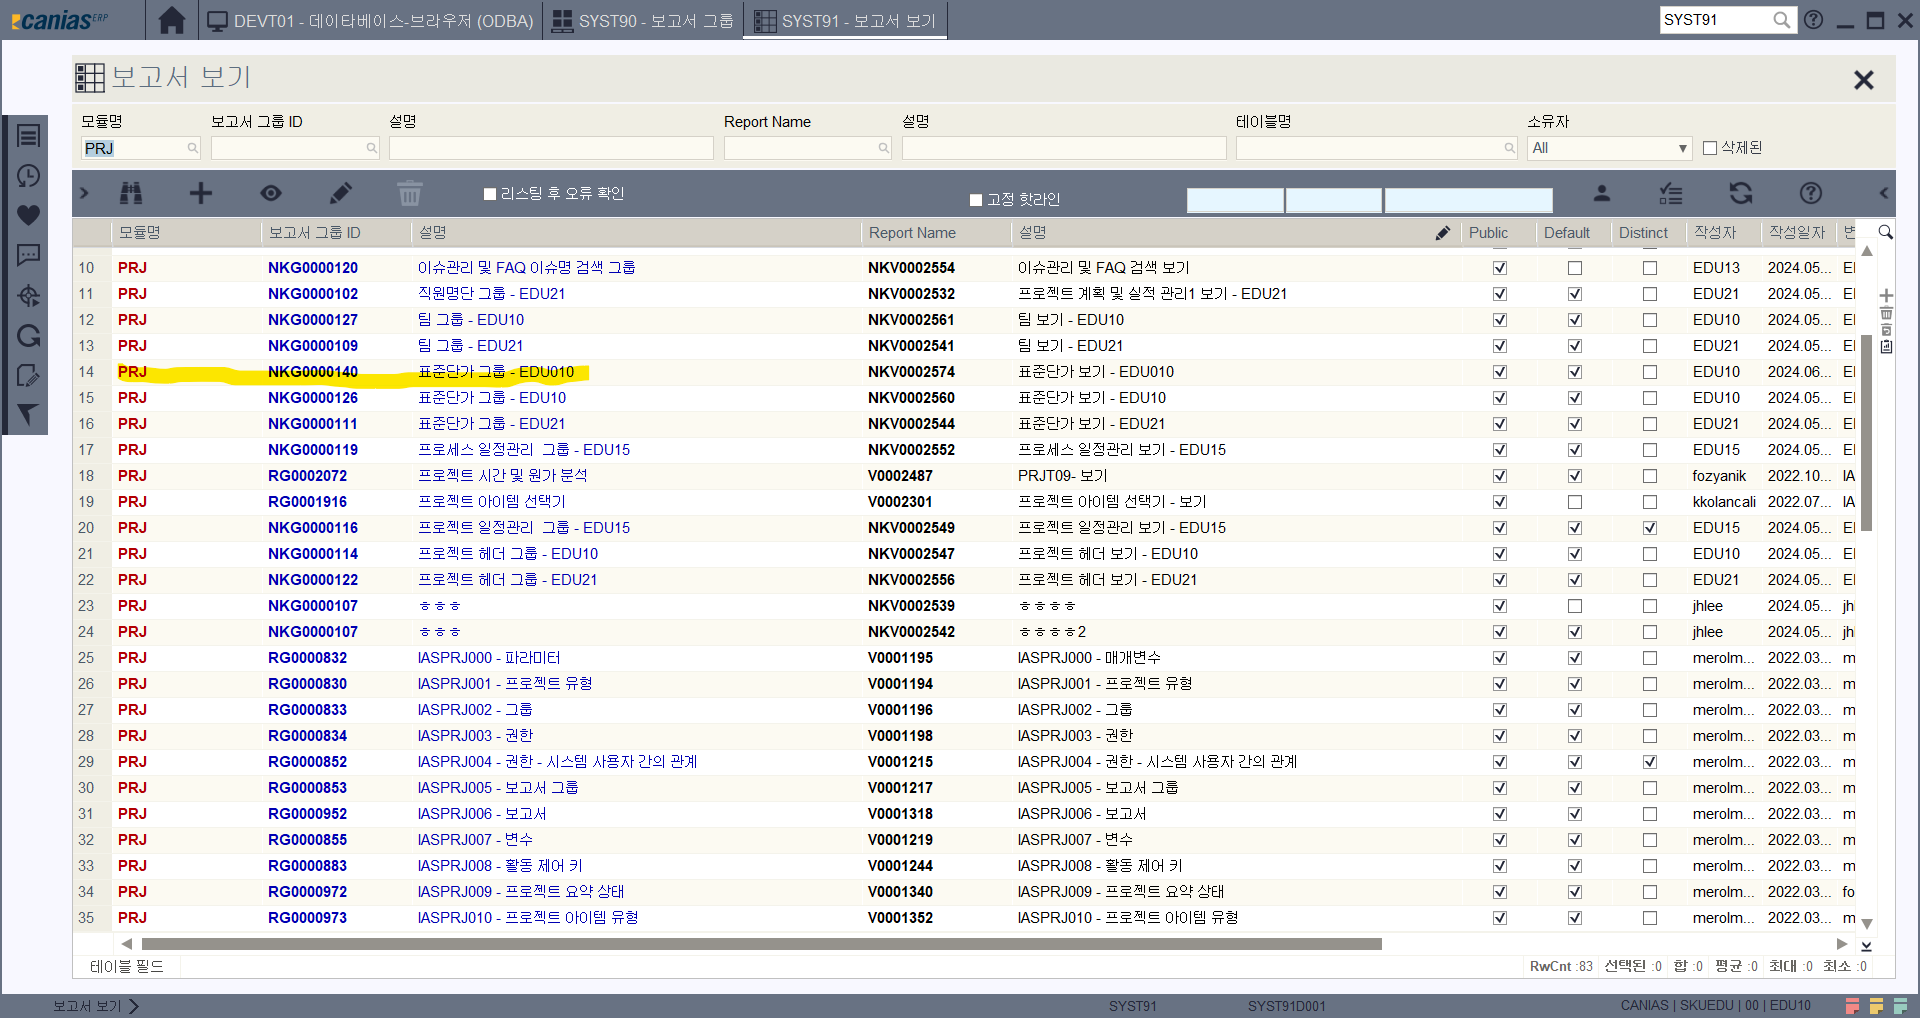 canias ERP DEVT01 - 데이타베이스-브라우저 (ODBA) SYST90 - 보고서 그룹 SYST91 - 보고서 보기 SYST91
보고서 보기
모듈명 보고서 그룹 ID 설명 Report Name 설명 테이블명 소유자
PRJ All 삭제된
리스팅 후 오류 확인 고정 핫라인
모듈명 보고서 그룹 ID 설명 Report Name 설명 Public Default Distinct 작성자 작성일자
10 PRJ NKG0000120 이슈관리 및 FAQ 이슈명 검색 그룹 NKV0002554 이슈관리 및 FAQ 검색 보기 EDU13 2024.05...
11 PRJ NKG0000102 직원명단 그룹 - EDU21 NKV0002532 프로젝트 계획 및 실적 관리1 보기 - EDU21 EDU21 2024.05...
12 PRJ NKG0000127 팀 그룹 - EDU10 NKV0002561 팀 보기 - EDU10 EDU10 2024.05...
13 PRJ NKG0000109 팀 그룹 - EDU21 NKV0002541 팀 보기 - EDU21 EDU21 2024.05...
14 PRJ NKG0000140 표준단가 그룹 - EDU010 NKV0002574 표준단가 보기 - EDU010 EDU10 2024.06...
15 PRJ NKG0000126 표준단가 그룹 - EDU10 NKV0002560 표준단가 보기 - EDU10 EDU10 2024.05...
16 PRJ NKG0000111 표준단가 그룹 - EDU21 NKV0002544 표준단가 보기 - EDU21 EDU21 2024.05...
17 PRJ NKG0000119 프로세스 일정관리 그룹 - EDU15 NKV0002552 프로세스 일정관리 보기 - EDU15 EDU15 2024.05...
18 PRJ RG0002072 프로젝트 시간 및 원가 분석 V0002487 PRJT09- 보기 fozyanik 2022.10... IA
19 PRJ RG0001916 프로젝트 아이템 선택기 V0002301 프로젝트 아이템 선택기 - 보기 kkolancali 2022.07... IA
20 PRJ NKG0000116 프로젝트 일정관리 그룹 - EDU15 NKV0002549 프로젝트 일정관리 보기 - EDU15 EDU15 2024.05...
21 PRJ NKG0000114 프로젝트 헤더 그룹 - EDU10 NKV0002547 프로젝트 헤더 보기 - EDU10 EDU10 2024.05...
22 PRJ NKG0000122 프로젝트 헤더 그룹 - EDU21 NKV0002556 프로젝트 헤더 보기 - EDU21 EDU21 2024.05...
23 PRJ NKG0000107 ㅎㅎㅎ NKV0002539 ㅎㅎㅎㅎ jhlee 2024.05... jhl
24 PRJ NKG0000107 ㅎㅎㅎ NKV0002542 ㅎㅎㅎㅎ2 jhlee 2024.05... jhl
25 PRJ RG0000832 IASPRJ000 - 파라미터 V0001195 IASPRJ000 - 매개변수 merolm... 2022.03... m
26 PRJ RG0000830 IASPRJ001 - 프로젝트 유형 V0001194 IASPRJ001 - 프로젝트 유형 merolm... 2022.03... m
27 PRJ RG0000833 IASPRJ002 - 그룹 V0001196 IASPRJ002 - 그룹 merolm... 2022.03... m
28 PRJ RG0000834 IASPRJ003 - 권한 V0001198 IASPRJ003 - 권한 merolm... 2022.03... m
29 PRJ RG0000852 IASPRJ004 - 권한 - 시스템 사용자 간의 관계 V0001215 IASPRJ004 - 권한 - 시스템 사용자 간의 관계 merolm... 2022.03... m
30 PRJ RG0000853 IASPRJ005 - 보고서 그룹 V0001217 IASPRJ005 - 보고서 그룹 merolm... 2022.03... m
31 PRJ RG0000952 IASPRJ006 - 보고서 V0001318 IASPRJ006 - 보고서 merolm... 2022.03... m
32 PRJ RG0000855 IASPRJ007 - 변수 V0001219 IASPRJ007 - 변수 merolm... 2022.03... m
33 PRJ RG0000883 IASPRJ008 - 활동 제어 키 V0001244 IASPRJ008 - 활동 제어 키 merolm... 2022.03... m
34 PRJ RG0000972 IASPRJ009 - 프로젝트 요약 상태 V0001340 IASPRJ009 - 프로젝트 요약 상태 merolm... 2022.03... fo
35 PRJ RG0000973 IASPRJ010 - 프로젝트 아이템 유형 V0001352 IASPRJ010 - 프로젝트 아이템 유형 merolm... 2022.03... m
테이블 필드 RwCnt :83 선택된 :0 합 :0 평균 :0 최대 :0 최소 :0
보고서 보기 SYST91 SYST91D001 CANIAS | SKUEDU | 00 | EDU10